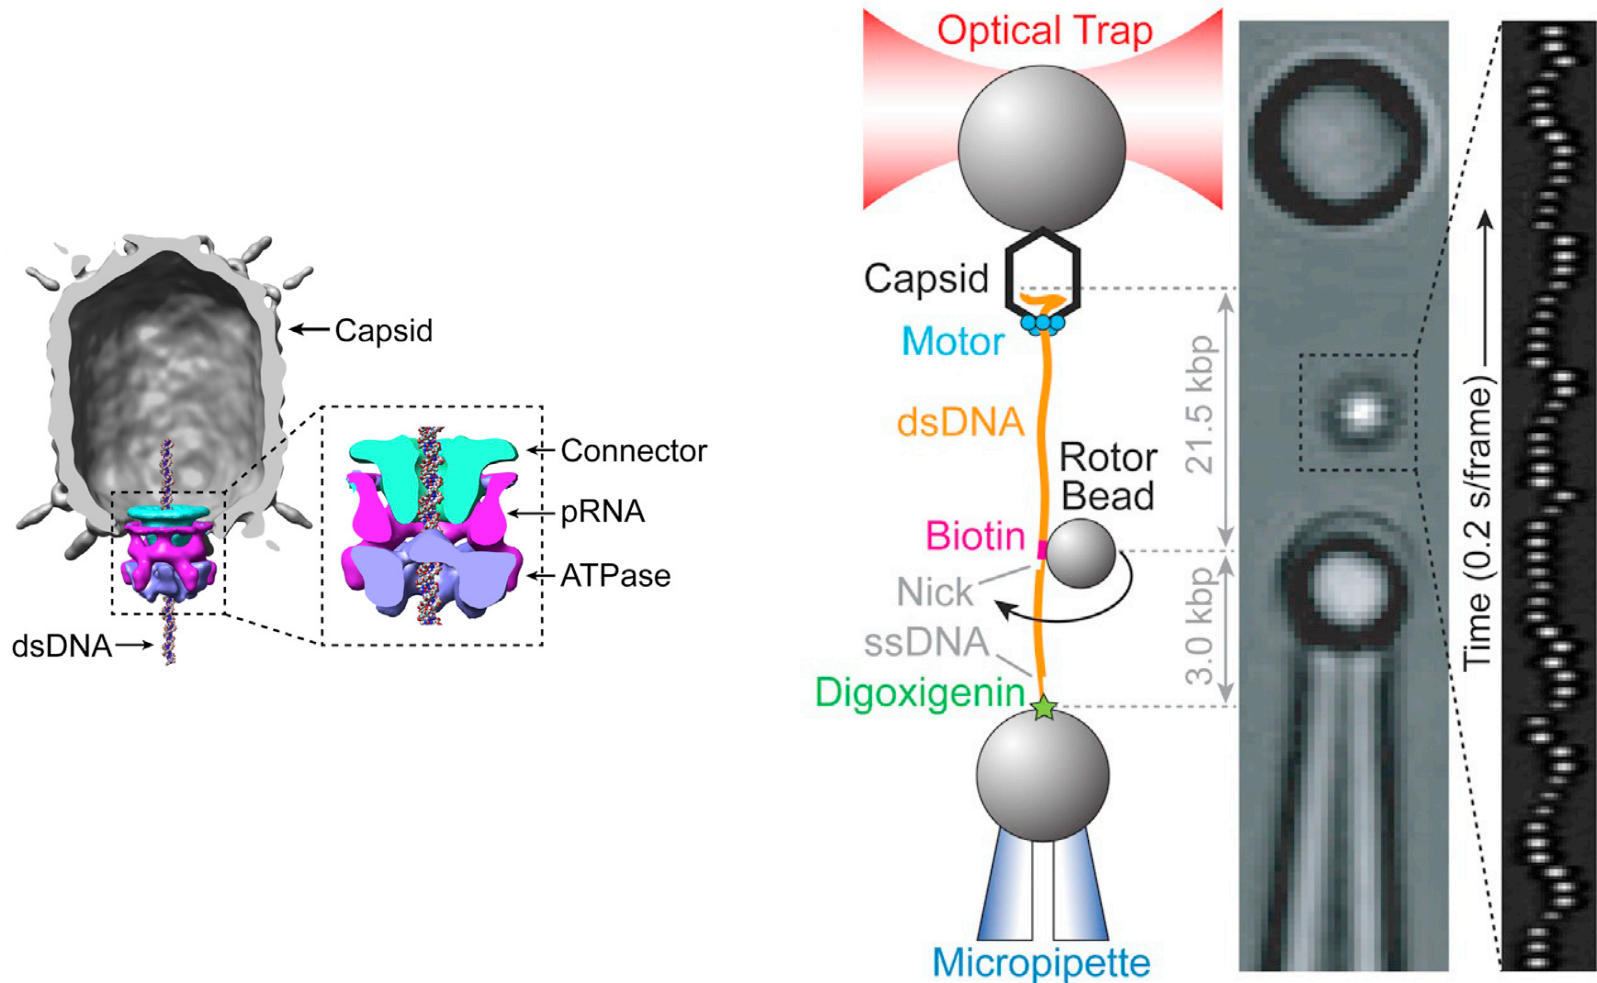 Capsid
Connector
pRNA
ATPase
dsDNA
Optical Trap
Capsid
Motor
dsDNA
Rotor
Bead
Biotin
Nick
ssDNA
Digoxigenin
Micropipette
21.5 kbp
3.0 kbp
Time (0.2 s/frame)